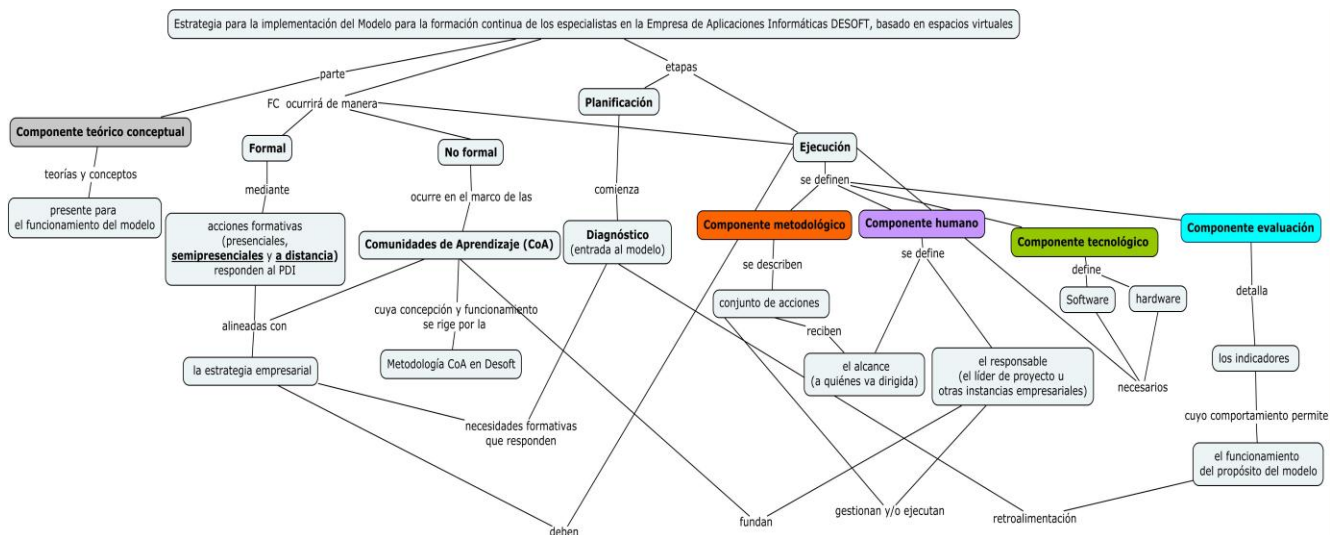 Estrategia para la implementación del Modelo para la formación continua de los especialistas en la Empresa de Aplicaciones Informáticas DESOFT, basado en espacios virtuales
parte
etapas
FC ocurrirá de manera
Planificación
Componente teórico conceptual
Formal
No formal
Ejecución
teorías y conceptos
mediante
ocurre en el marco de las
comienza
se definen
presente para
el funcionamiento del modelo
acciones formativas
(presenciales,
semipresenciales y a distancia)
responden al PDI
Comunidades de Aprendizaje (CoA)
Diagnóstico
(entrada al modelo)
Componente metodológico
Componente humano
Componente tecnológico
Componente evaluación
se describen
se define
define
Software
hardware
detalla
conjunto de acciones
alineadas con
cuya concepción y funcionamiento
se rige por la
reciben
la estrategia empresarial
Metodología CoA en Desoft
el alcance
(a quiénes va dirigida)
el responsable
(el líder de proyecto u
otras instancias empresariales)
necesarios
los indicadores
necesidades formativas
que responden
cuyo comportamiento permite
el funcionamiento
del propósito del modelo
deben
fundan
gestionan y/o ejecutan
retroalimentación